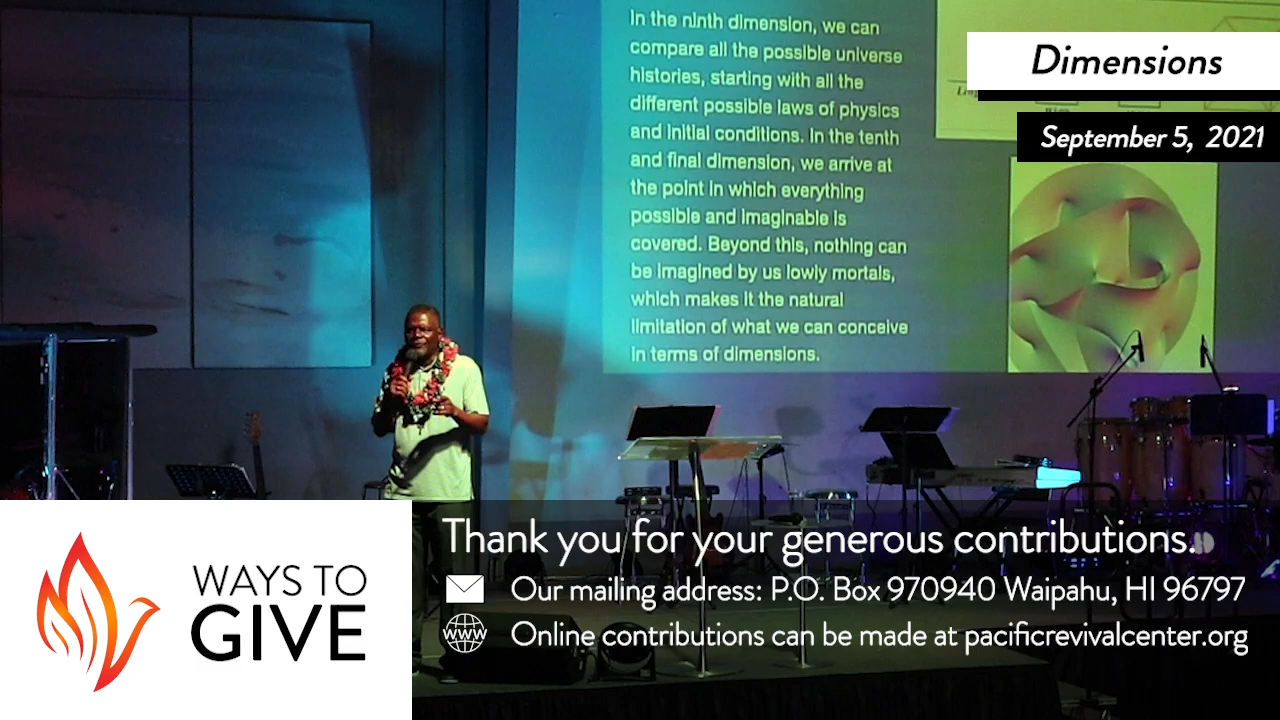 In the ninth dimension, we can
compare all the possible universe
histories, starting with all the
different possible laws of physics
and initial conditions. In the tenth
and final dimension, we arrive at
the point in which everything
possible and imaginable is
covered. Beyond this, nothing can
be imagined by us lowly mortals,
which makes it the natural
limitation of what we can conceive
in terms of dimensions.
Dimensions
September 5, 2021
WAYS TO
GIVE
Thank you for your generous contributions.
Our mailing address: P.O. Box 970940 Waipahu, HI 96797
www
Online contributions can be made at pacificrevivalcenter.org